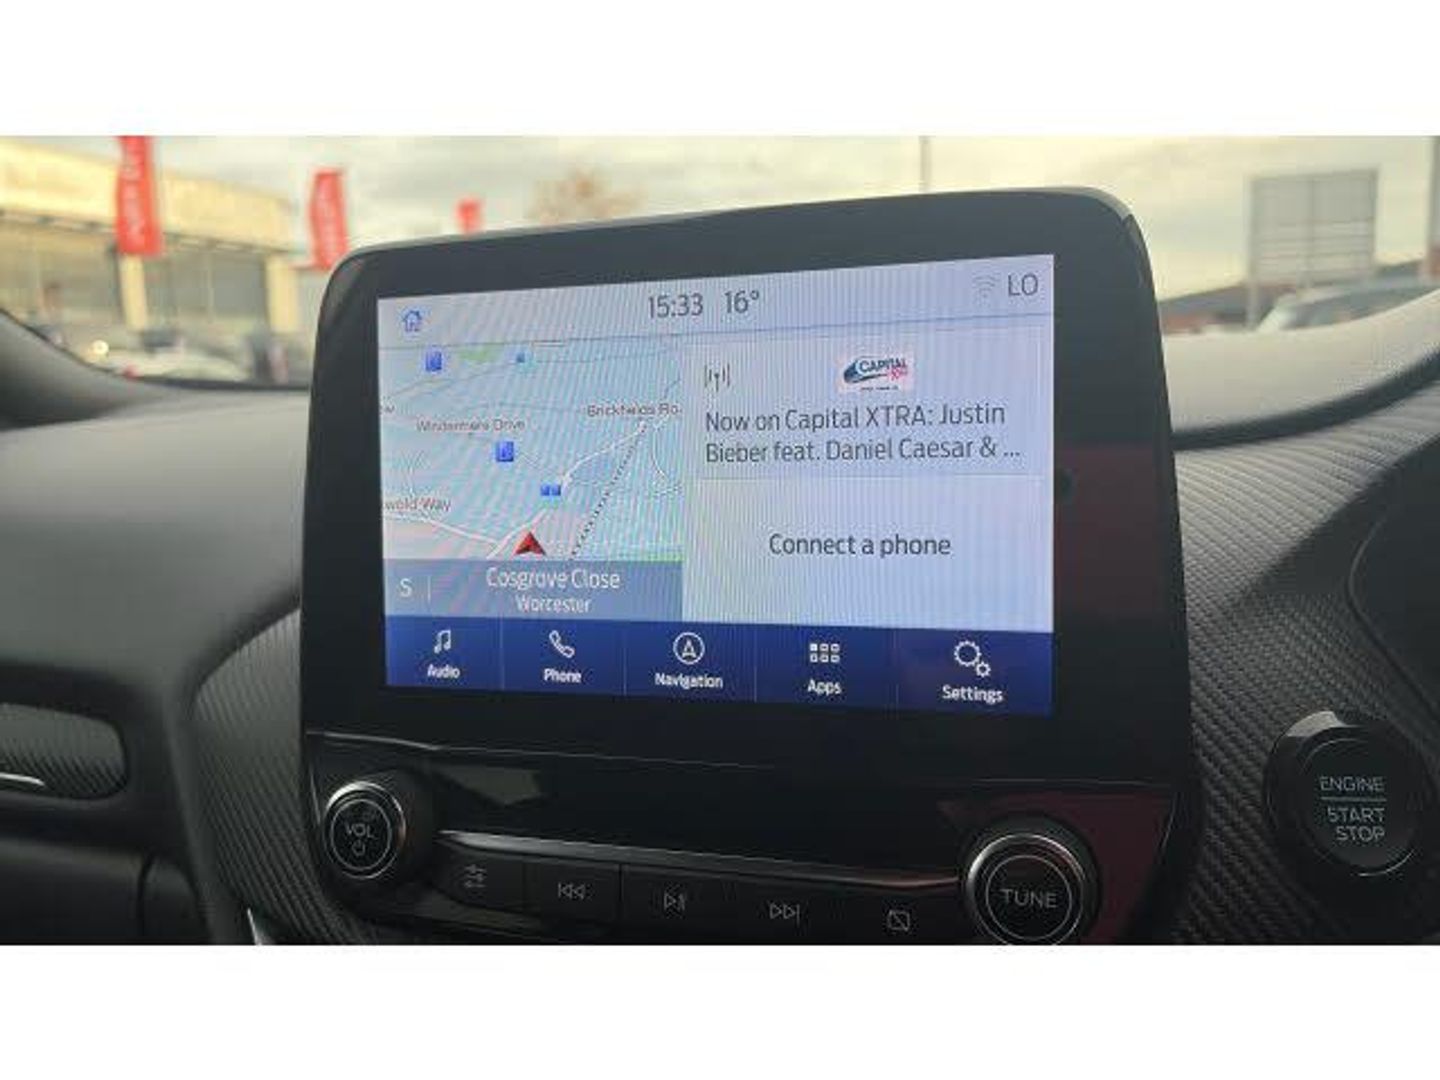 15:33 16° LO
Windermere Drive
Brickfields Ro
wold Way
CAPITAL
Now on Capital XTRA: Justin
Bieber feat. Daniel Caesar & ...
Connect a phone
S
Cosgrove Close
Worcester
Audio
Phone
Navigation
Apps
Settings
VOL
TUNE
ENGINE
START
STOP